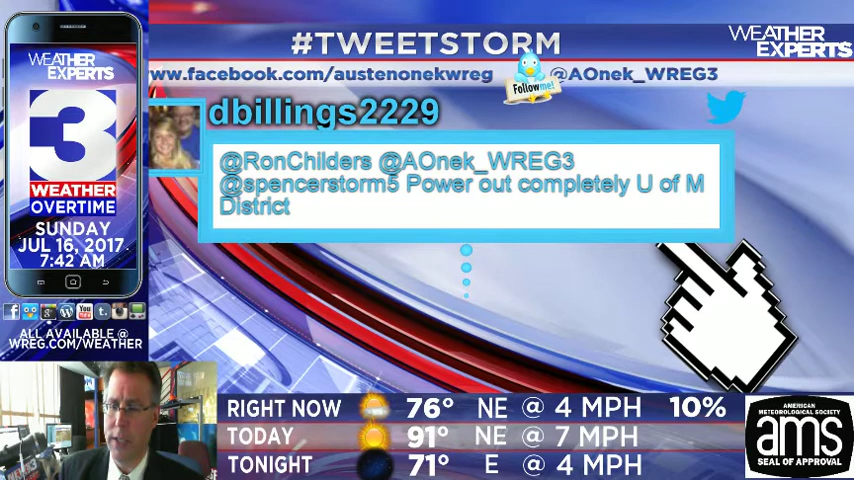 WEATHER
EXPERTS
3
WEATHER
OVERTIME
SUNDAY
JUL 16, 2017
7:42 AM
ALL AVAILABLE @
WREG.COM/WEATHER
#TWEETSTORM
WEATHER
EXPERTS
ww.facebook.com/austenonekwreg
Follow me!
@AOnek_WREG3
dbillings2229
@RonChilders @AOnek_WREG3
@spencerstorm5 Power out completely U of M
District
RIGHT NOW 76° NE @ 4 MPH 10%
TODAY 91° NE @ 7 MPH
TONIGHT 71° E @ 4 MPH
AMERICAN
METEOROLOGICAL SOCIETY
ams
SEAL OF APPROVAL